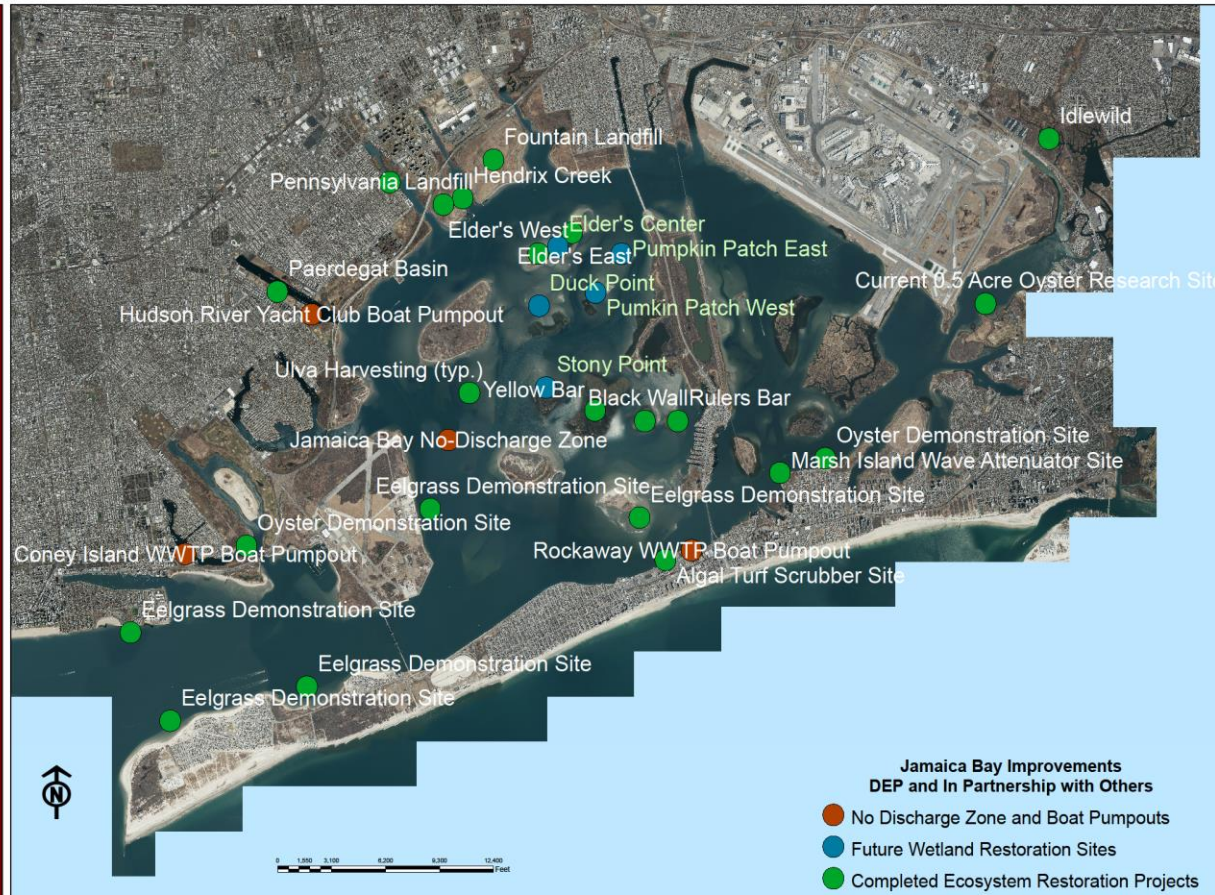 Idlewild
Fountain Landfill
Pennsylvania Landfill
Hendrix Creek
Elder's Center
Elder's West
Pumpkin Patch East
Elder's East
Paerdegat Basin
Current 0.5 Acre Oyster Research Site
Duck Point
Pumkin Patch West
Hudson River Yacht Club Boat Pumpout
Stony Point
Ulva Harvesting (typ.)
Yellow Bar
Black Wall
Rulers Bar
Jamaica Bay No-Discharge Zone
Oyster Demonstration Site
Marsh Island Wave Attenuator Site
Eelgrass Demonstration Site
Eelgrass Demonstration Site
Oyster Demonstration Site
Coney Island WWTP Boat Pumpout
Rockaway WWTP Boat Pumpout
Algal Turf Scrubber Site
Eelgrass Demonstration Site
Eelgrass Demonstration Site
Eelgrass Demonstration Site
N
0 1,550 3,100 6,200 9,300 12,400
Feet
Jamaica Bay Improvements
DEP and In Partnership with Others
No Discharge Zone and Boat Pumpouts
Future Wetland Restoration Sites
Completed Ecosystem Restoration Projects